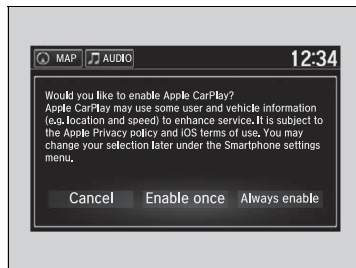 MAP AUDIO 12:34
Would you like to enable Apple CarPlay?
Apple CarPlay may use some user and vehicle information
(e.g. location and speed) to enhance service. It is subject to
the Apple Privacy policy and iOS terms of use. You may
change your selection later under the Smartphone settings
menu.
Cancel Enable once Always enable